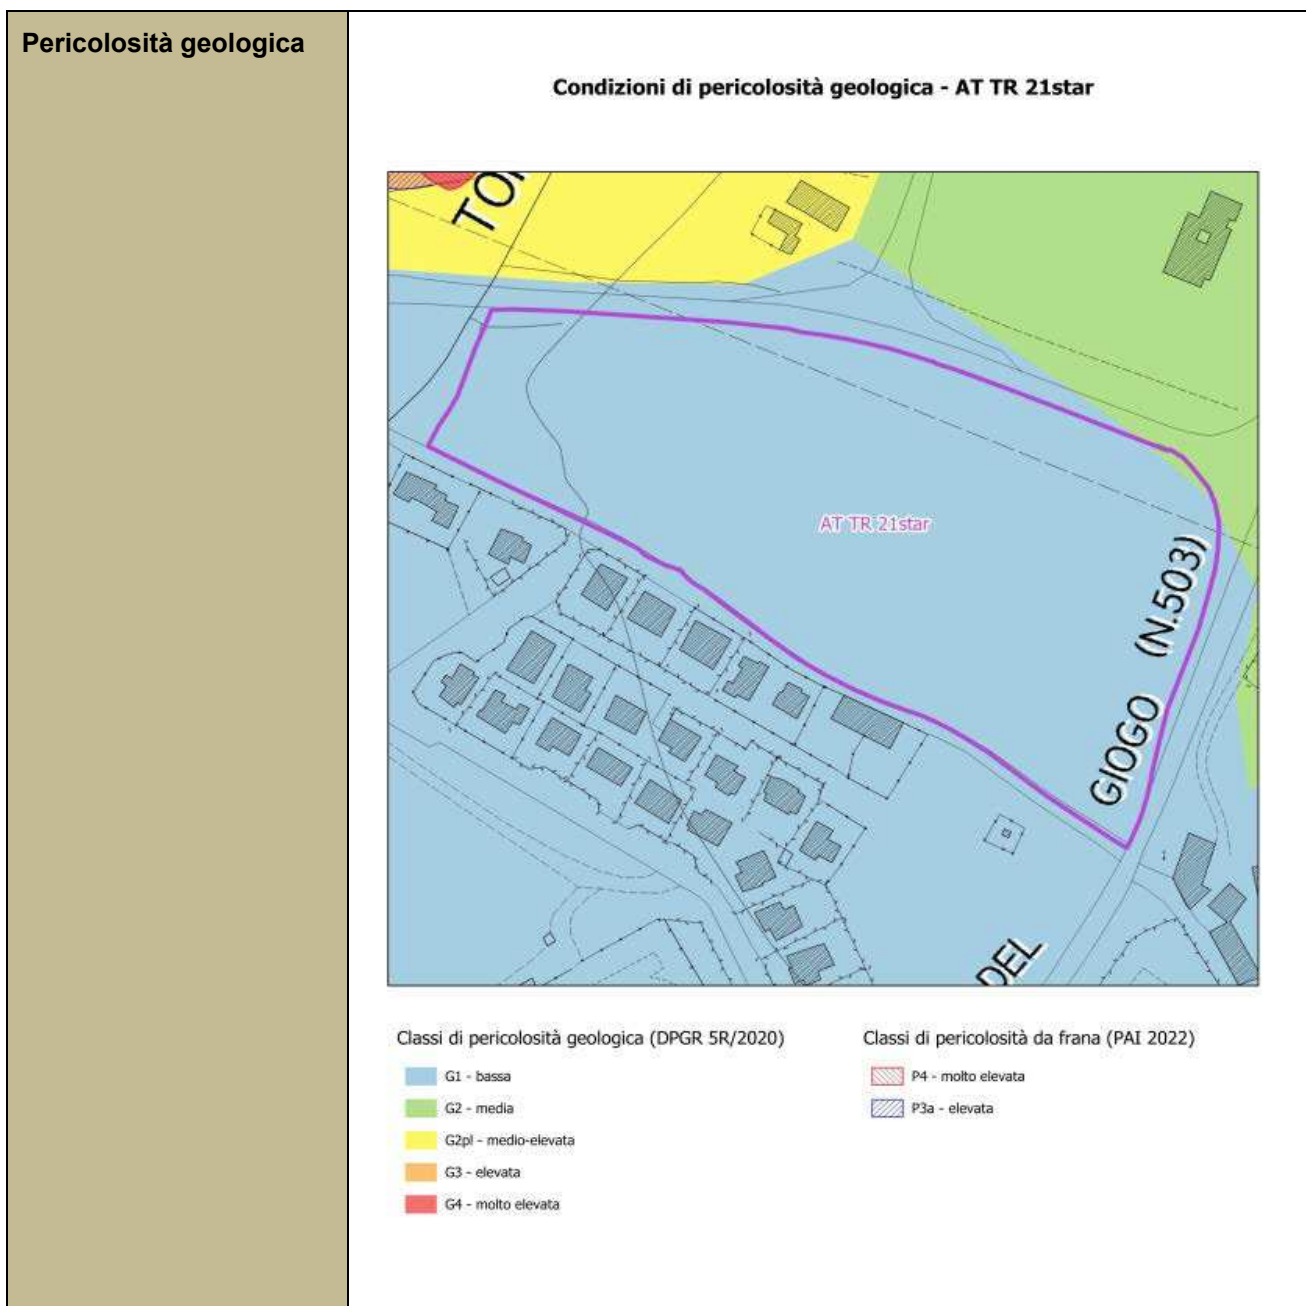 Pericolosità geologica
Condizioni di pericolosità geologica - AT TR 21star
AT TR 21star
(N.503)
GIOGO
DEL
Classi di pericolosità geologica (DPGR 5R/2020)
G1 - bassa
G2 - media
G2pl - medio-elevata
G3 - elevata
G4 - molto elevata
Classi di pericolosità da frana (PAI 2022)
P4 - molto elevata
P3a - elevata